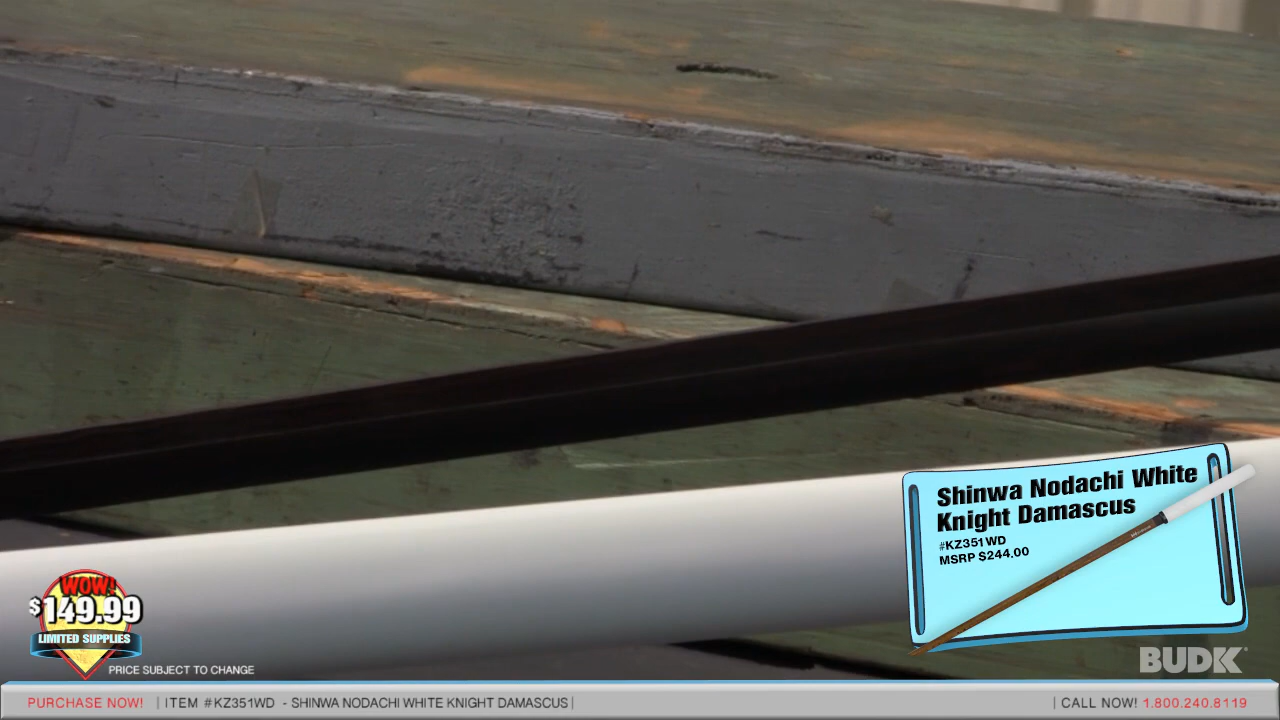 Shinwa Nodachi White
Knight Damascus
#KZ351WD
MSRP $244.00
WOW!
$149.99
LIMITED SUPPLIES
PRICE SUBJECT TO CHANGE
BUDK
PURCHASE NOW! | ITEM #KZ351WD - SHINWA NODACHI WHITE KNIGHT DAMASCUS | | CALL NOW! 1.800.240.8119